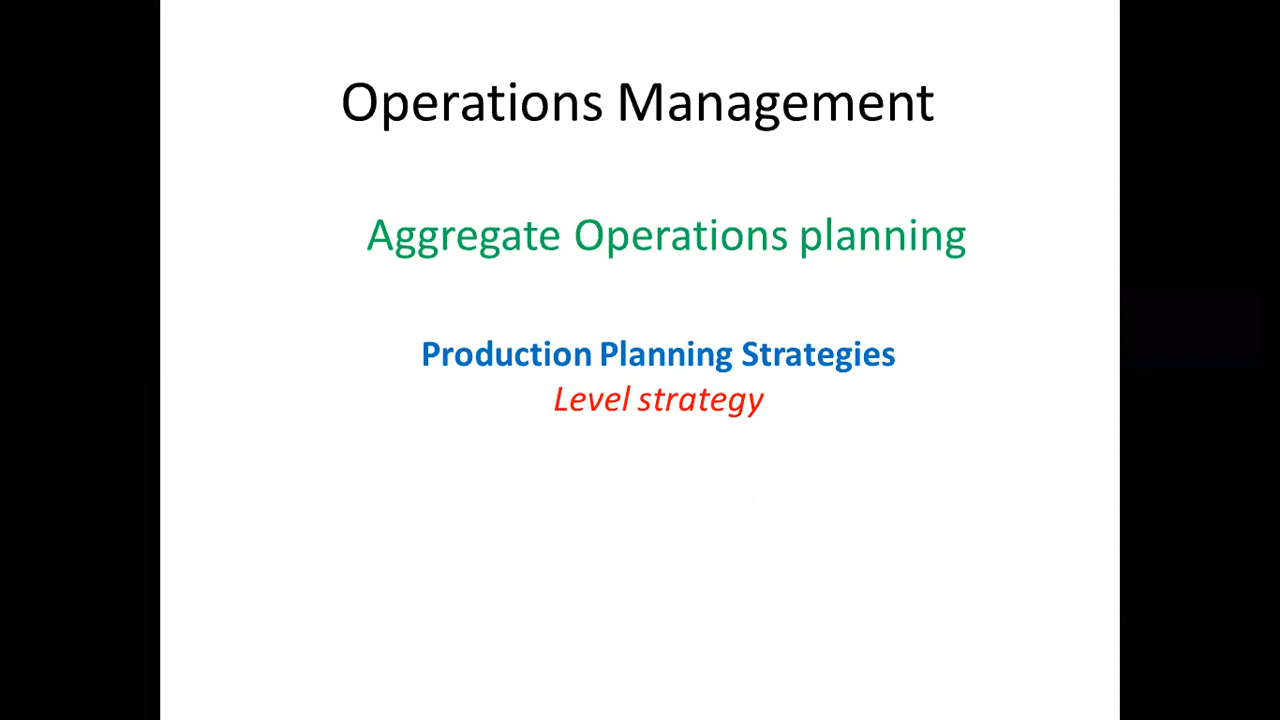 Operations Management
Aggregate Operations planning
Production Planning Strategies
Level strategy